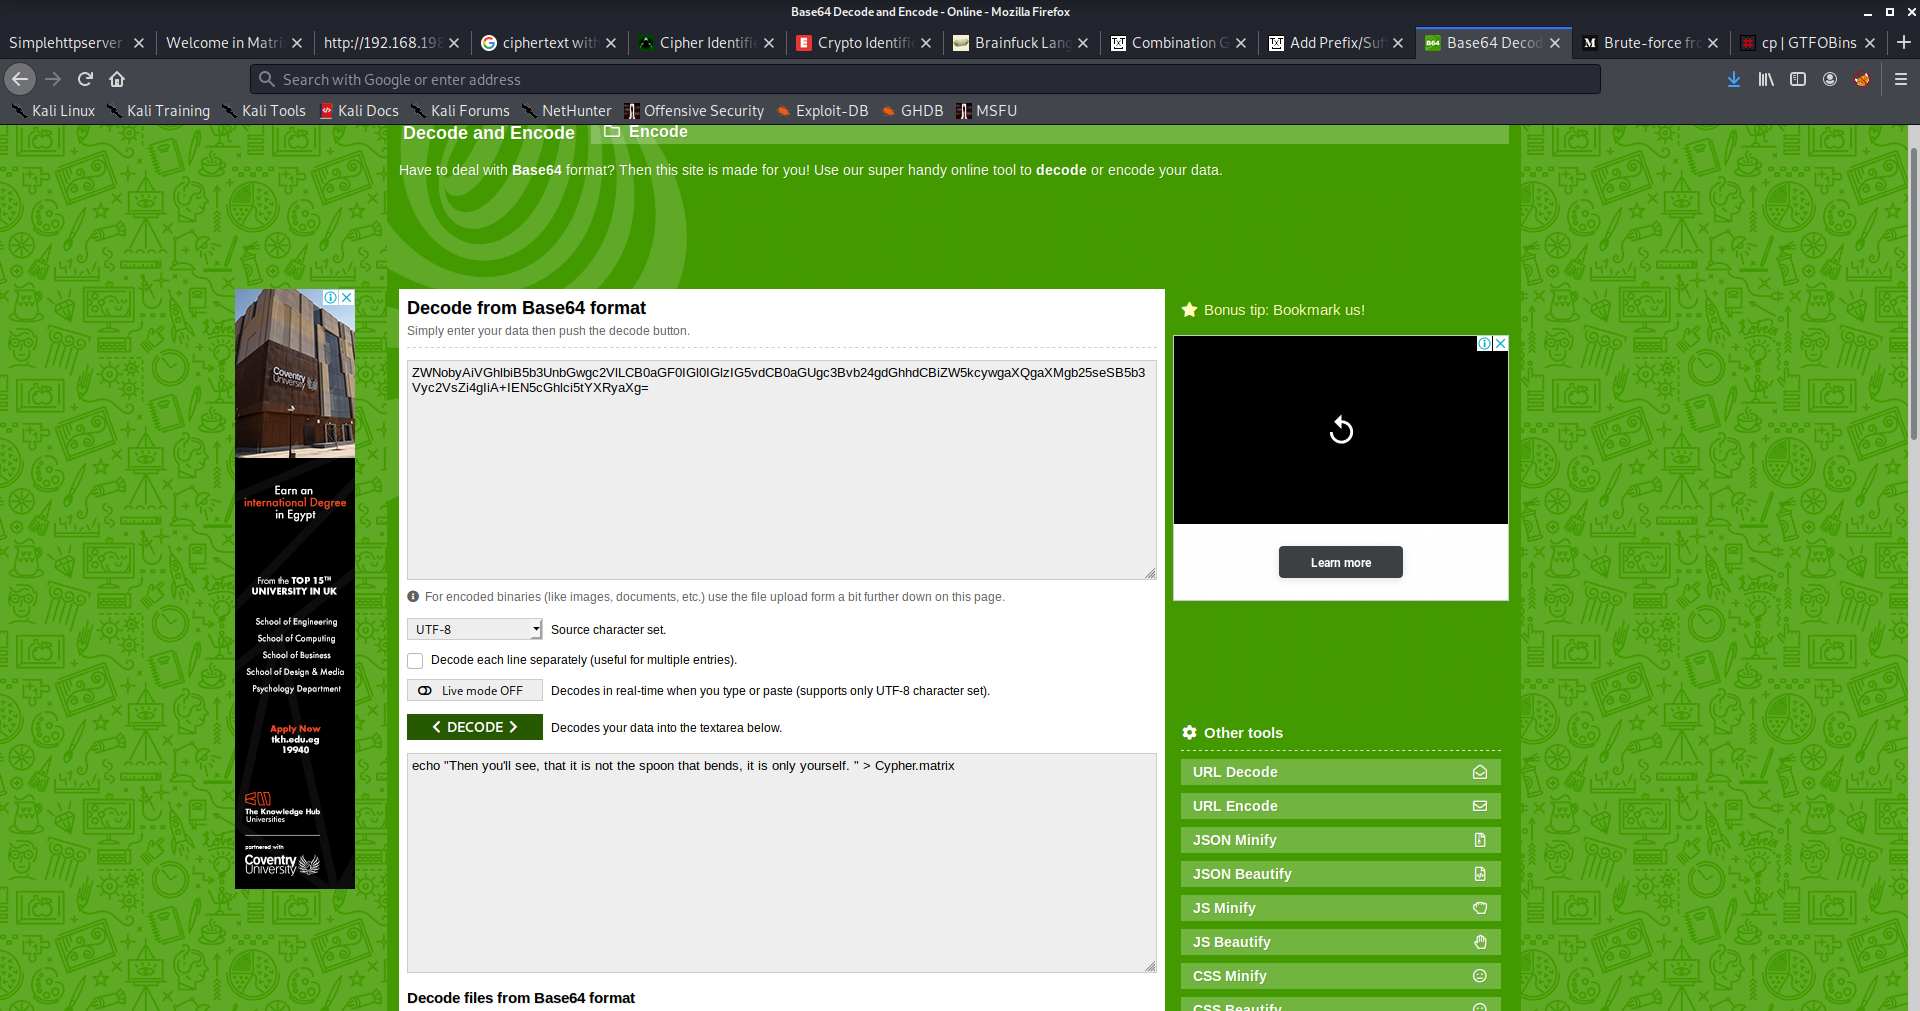 Base64 Decode and Encode - Online - Mozilla Firefox
Simplehttpserver
Welcome in Matri
http://192.168.198
ciphertext with
Cipher Identifie
Crypto Identifi
Brainfuck Lang
Combination G
Add Prefix/Suf
Base64 Decod
Brute-force fro
cp | GTFOBins
Search with Google or enter address
Kali Linux
Kali Training
Kali Tools
Kali Docs
Kali Forums
NetHunter
Offensive Security
Exploit-DB
GHDB
MSFU
Decode and Encode
Encode
Have to deal with Base64 format? Then this site is made for you! Use our super handy online tool to decode or encode your data.
Coventry
University
Earn an
international Degree
in Egypt
From the TOP 15TH
UNIVERSITY IN UK
School of Engineering
School of Computing
School of Business
School of Design & Media
Psychology Department
Apply Now
tkh.edu.eg
19940
The Knowledge Hub
Universities
partnered with
Coventry
University
Decode from Base64 format
Simply enter your data then push the decode button.
ZWNobyAiVGhlbiB5b3UnbGwgc2VlLCB0aGF0IGl0IGlzIG5vdCB0aGUgc3Bvb24gdGhhdCBiZW5kcywgaXQgaXMgb25seSB5b3
Vyc2VsZi4gIiA+IEN5cGhlci5tYXRyaXg=
For encoded binaries (like images, documents, etc.) use the file upload form a bit further down on this page.
UTF-8
Source character set.
Decode each line separately (useful for multiple entries).
Live mode OFF
Decodes in real-time when you type or paste (supports only UTF-8 character set).
DECODE
Decodes your data into the textarea below.
echo "Then you'll see, that it is not the spoon that bends, it is only yourself. " > Cypher.matrix
Decode files from Base64 format
Bonus tip: Bookmark us!
Learn more
Other tools
URL Decode
URL Encode
JSON Minify
JSON Beautify
JS Minify
JS Beautify
CSS Minify
CSS Beautify